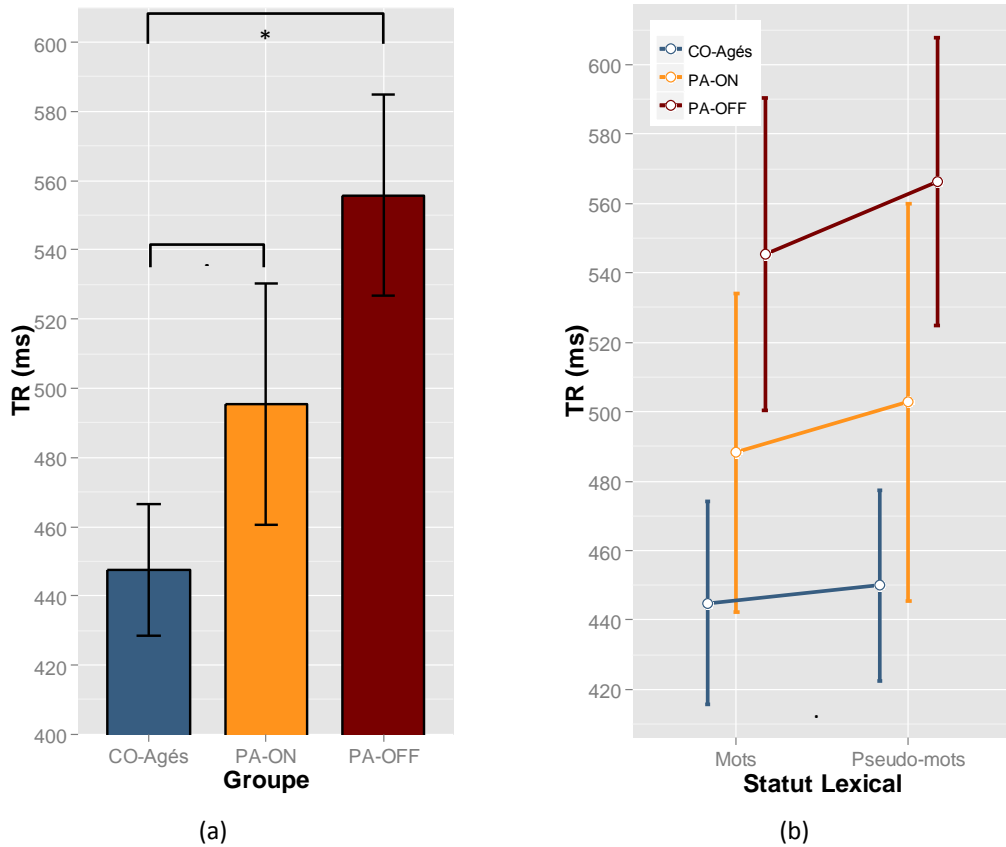 600
580
560
540
520
500
480
460
440
420
400
TR (ms)
*
.
CO-Agés
PA-ON
PA-OFF
Groupe
(a)
CO-Agés
PA-ON
PA-OFF
600
580
560
540
520
500
480
460
440
420
TR (ms)
.
Mots
Pseudo-mots
Statut Lexical
(b)